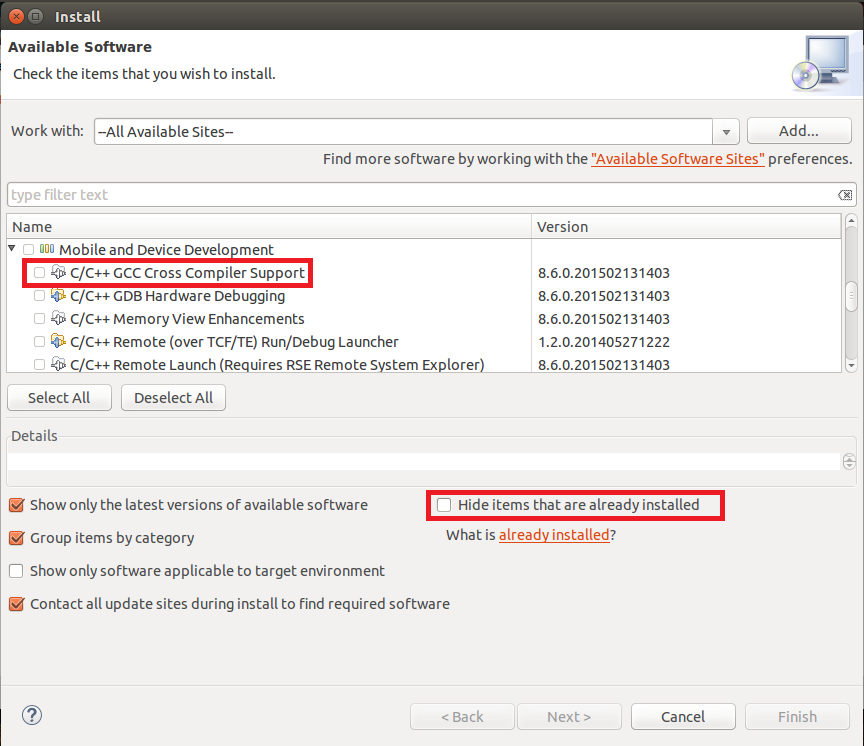 Install
Available Software
Check the items that you wish to install.
Work with: --All Available Sites-- Add...
Find more software by working with the "Available Software Sites" preferences.
type filter text
Name Version
Mobile and Device Development
C/C++ GCC Cross Compiler Support 8.6.0.201502131403
C/C++ GDB Hardware Debugging 8.6.0.201502131403
C/C++ Memory View Enhancements 8.6.0.201502131403
C/C++ Remote (over TCF/TE) Run/Debug Launcher 1.2.0.201405271222
C/C++ Remote Launch (Requires RSE Remote System Explorer) 8.6.0.201502131403
Select All Deselect All
Details
Show only the latest versions of available software Hide items that are already installed
Group items by category What is already installed?
Show only software applicable to target environment
Contact all update sites during install to find required software
? < Back Next > Cancel Finish